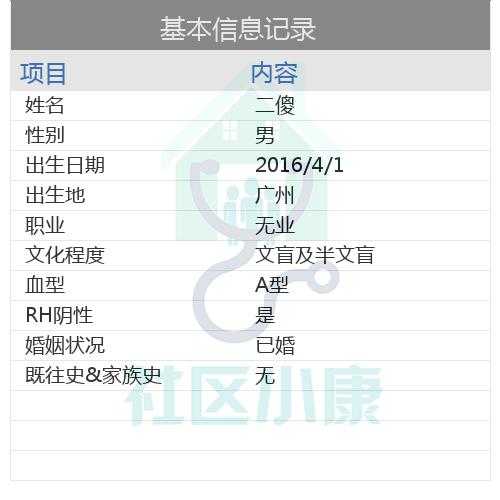 基本信息记录
项目 内容
姓名 二傻
性别 男
出生日期 2016/4/1
出生地 广州
职业 无业
文化程度 文盲及半文盲
血型 A型
RH阴性 是
婚姻状况 已婚
既往史&家族史 无
社区小康